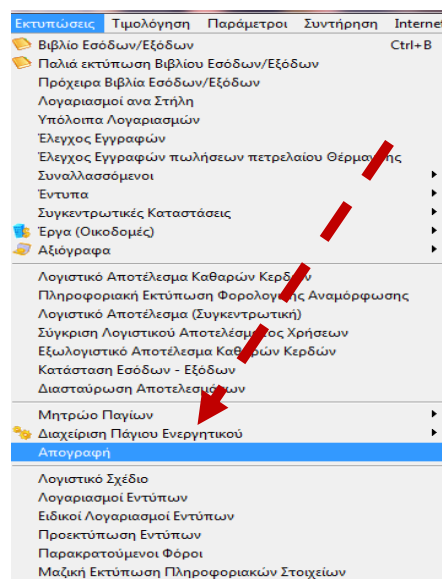 Εκτυπώσεις Τιμολόγηση Παράμετροι Συντήρηση Internet
Βιβλίο Εσόδων/Εξόδων Ctrl+B
Παλιά εκτύπωση Βιβλίου Εσόδων/Εξόδων
Πρόχειρα Βιβλία Εσόδων/Εξόδων
Λογαριασμοί ανα Στήλη
Υπόλοιπα Λογαριασμών
Έλεγχος Εγγραφών
Έλεγχος Εγγραφών πωλήσεων πετρελαίου Θέρμανσης
Συναλλασσόμενοι
Έντυπα
Συγκεντρωτικές Καταστάσεις
Έργα (Οικοδομές)
Αξιόγραφα
Λογιστικό Αποτέλεσμα Καθαρών Κερδών
Πληροφοριακή Εκτύπωση Φορολογικής Αναμόρφωσης
Λογιστικό Αποτέλεσμα (Συγκεντρωτική)
Σύγκριση Λογιστικού Αποτελέσματος Χρήσεων
Εξωλογιστικό Αποτέλεσμα Καθαρών Κερδών
Κατάσταση Εσόδων - Εξόδων
Διασταύρωση Αποτελεσμάτων
Μητρώο Παγίων
Διαχείριση Πάγιου Ενεργητικού
Απογραφή
Λογιστικό Σχέδιο
Λογαριασμοί Εντύπων
Ειδικοί Λογαριασμοί Εντύπων
Προεκτύπωση Εντύπων
Παρακρατούμενοι Φόροι
Μαζική Εκτύπωση Πληροφοριακών Στοιχείων